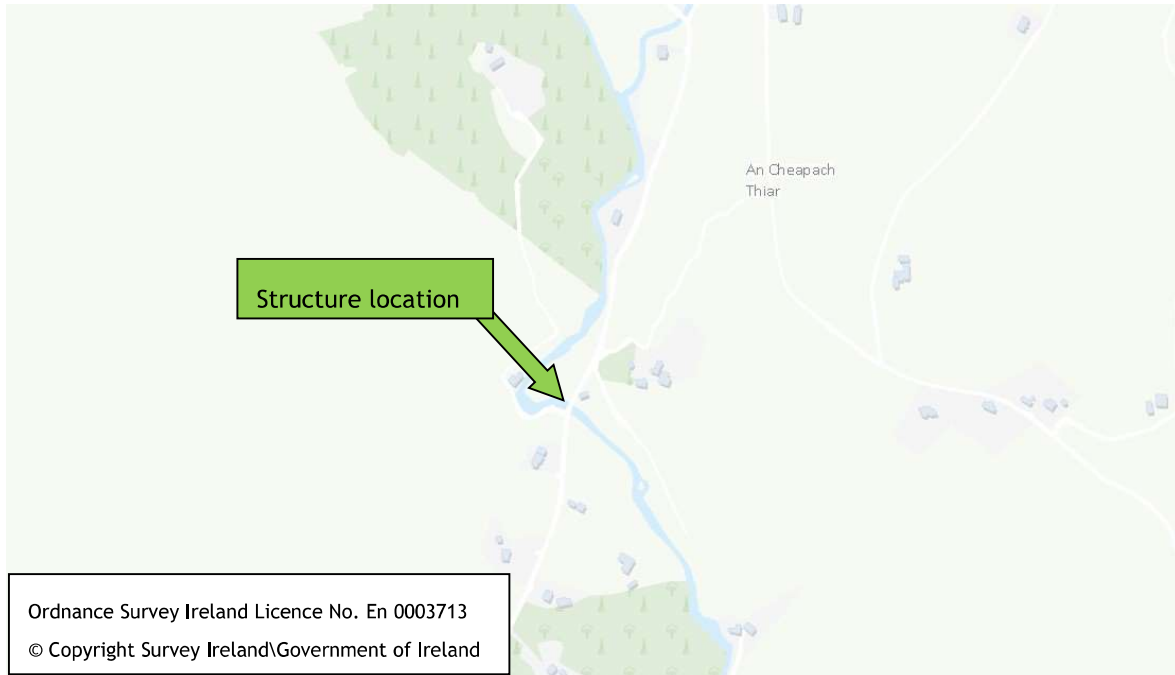 An Cheapach
Thiar
Structure location
Ordnance Survey Ireland Licence No. En 0003713
© Copyright Survey Ireland\Government of Ireland